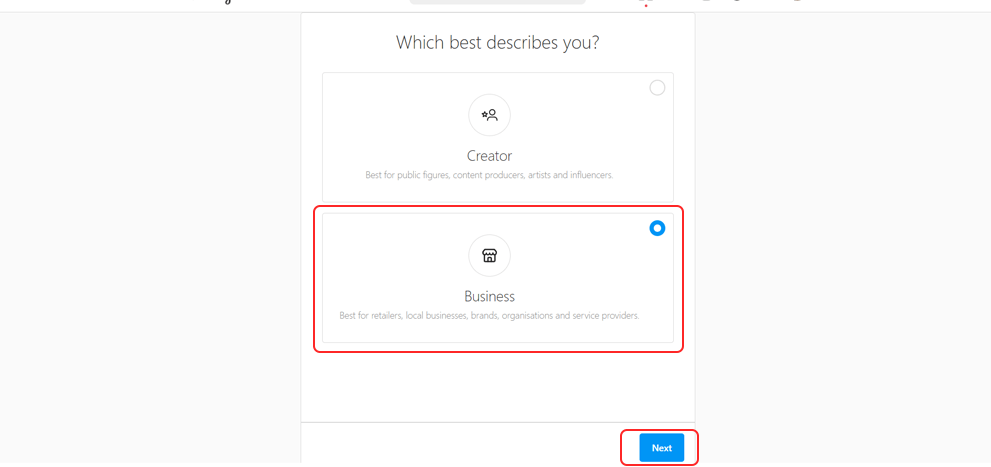 Which best describes you?
Creator
Best for public figures, content producers, artists and influencers.
Business
Best for retailers, local businesses, brands, organisations and service providers.
Next